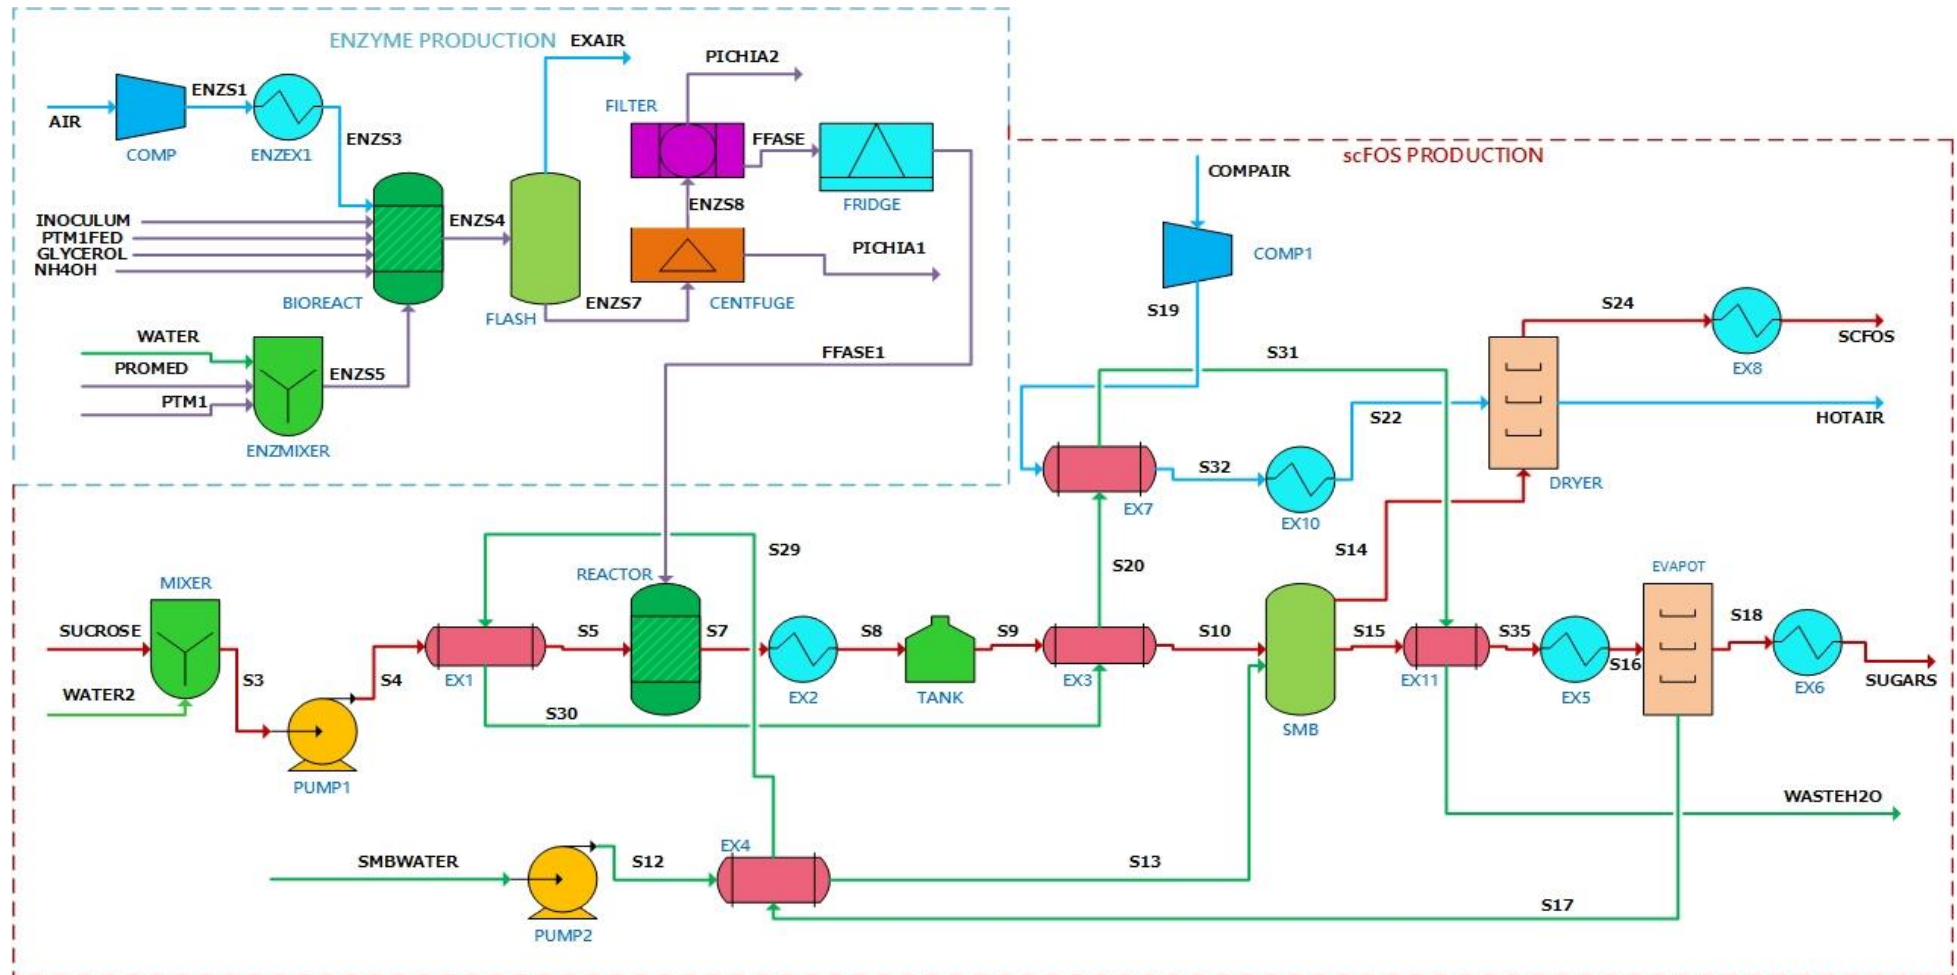 ENZYME PRODUCTION
EXAIR
PICHIA2
AIR
COMP
ENZS1
ENZEX1
ENZS3
INOCULUM
PTM1FED
GLYCEROL
NH4OH
BIOREACT
ENZS4
FLASH
ENZS7
FILTER
FFASE
FRIDGE
ENZS8
PICHIA1
CENTFUGE
WATER
PROMED
PTM1
ENZMIXER
ENZS5
FFASE1
scFOS PRODUCTION
COMPAIR
COMP1
S19
S31
S24
EX8
SCFOS
HOTAIR
S22
DRYER
EX7
S32
EX10
S14
S20
S29
REACTOR
MIXER
SUCROSE
WATER2
S3
PUMP1
S4
EX1
S5
S7
EX2
S8
TANK
S9
EX3
S10
SMB
S15
EX11
S35
EX5
S16
EVAPOT
S18
EX6
SUGARS
S30
WASTEH2O
SMBWATER
PUMP2
S12
EX4
S13
S17